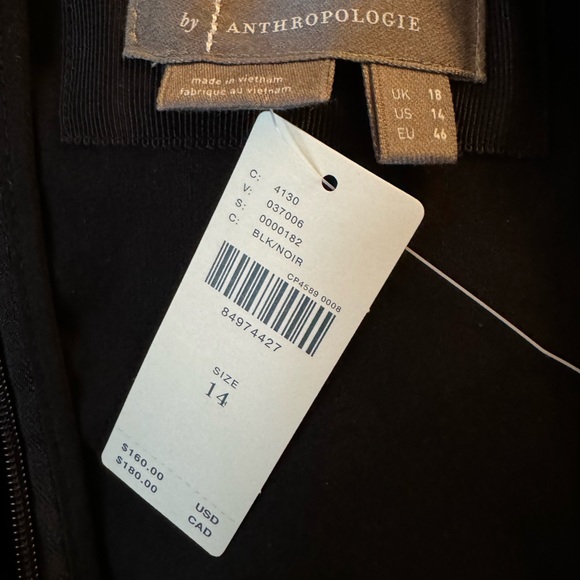 by ANTHROPOLOGIE
made in vietnam
fabriqué au vietnam
UK 18
US 14
EU 46
C: 4130
V: 037006
S: 0000182
C: BLK/NOIR
CP4589 0008
84974427
SIZE
14
$160.00 USD
$180.00 CAD